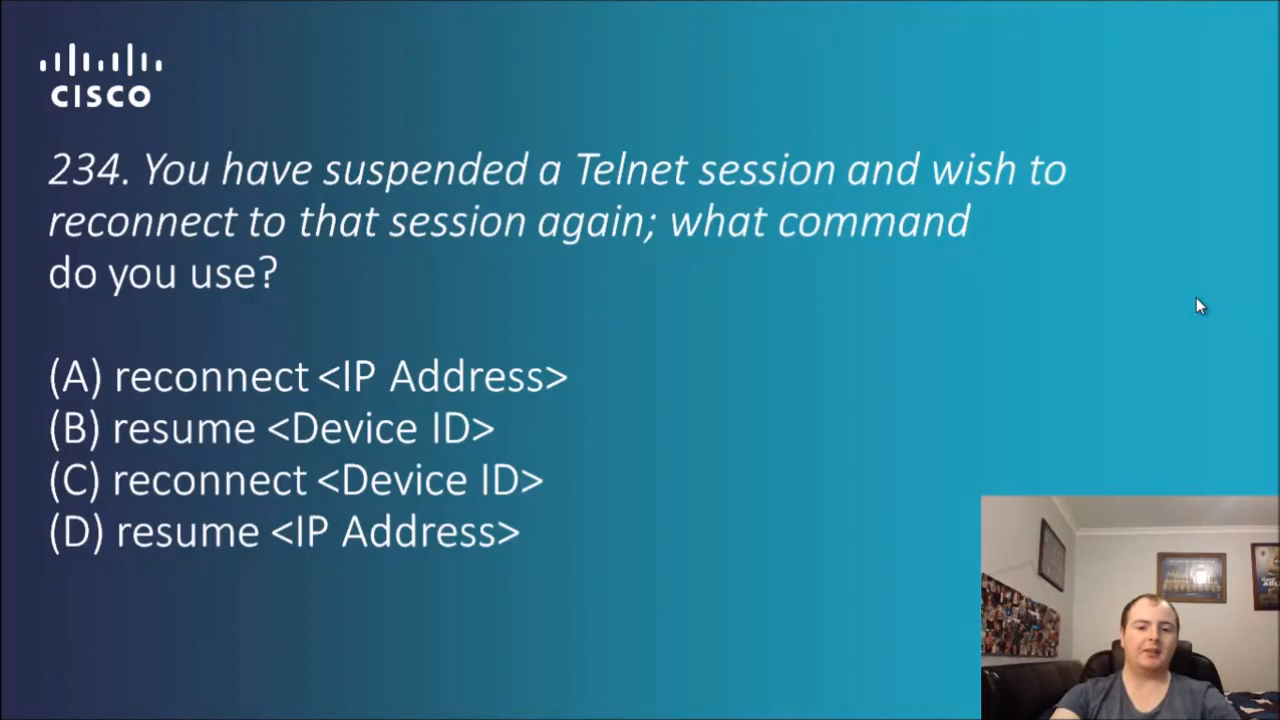 CISCO
234. You have suspended a Telnet session and wish to
reconnect to that session again; what command
do you use?
(A) reconnect <IP Address>
(B) resume <Device ID>
(C) reconnect <Device ID>
(D) resume <IP Address>